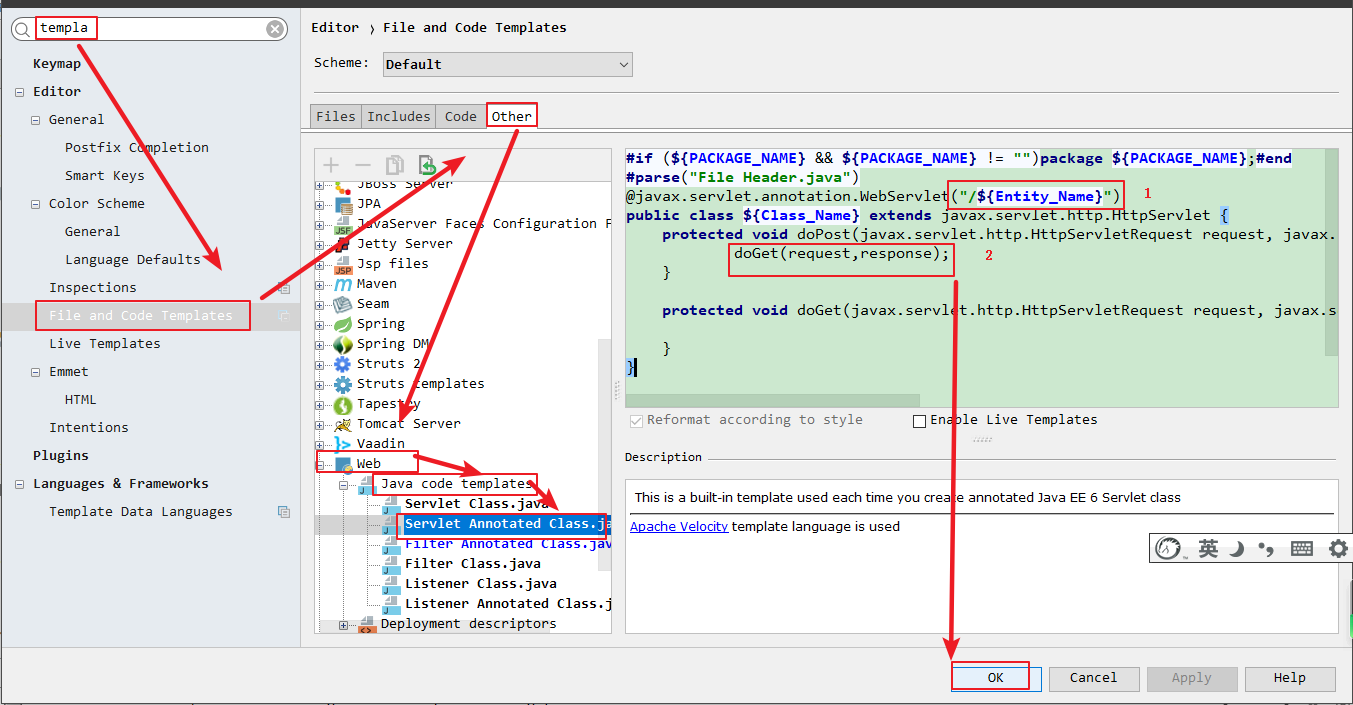 templa
Editor › File and Code Templates
Scheme:
Default
Keymap
Editor
General
Postfix Completion
Smart Keys
Color Scheme
General
Language Defaults
Inspections
File and Code Templates
Live Templates
Emmet
HTML
Intentions
Plugins
Languages & Frameworks
Template Data Languages
Files
Includes
Code
Other
JBoss Server
JPA
JavaServer Faces Configuration F
Jetty Server
Jsp files
Maven
Seam
Spring
Spring DM
Struts 2
Struts templates
Tapestry
Tomcat Server
Vaadin
Web
Java code templates
Servlet Class.java
Servlet Annotated Class.ja
Filter Annotated Class.jav
Filter Class.java
Listener Class.java
Listener Annotated Class.j
Deployment descriptors
#if (${PACKAGE_NAME} && ${PACKAGE_NAME} != "")package ${PACKAGE_NAME};#end
#parse("File Header.java")
@javax.servlet.annotation.WebServlet("/${Entity_Name}") 1
public class ${Class_Name} extends javax.servlet.http.HttpServlet {
protected void doPost(javax.servlet.http.HttpServletRequest request, javax.
doGet(request,response); 2
}
protected void doGet(javax.servlet.http.HttpServletRequest request, javax.s
}
}
Reformat according to style
Enable Live Templates
Description
This is a built-in template used each time you create annotated Java EE 6 Servlet class
Apache Velocity template language is used
英
OK
Cancel
Apply
Help